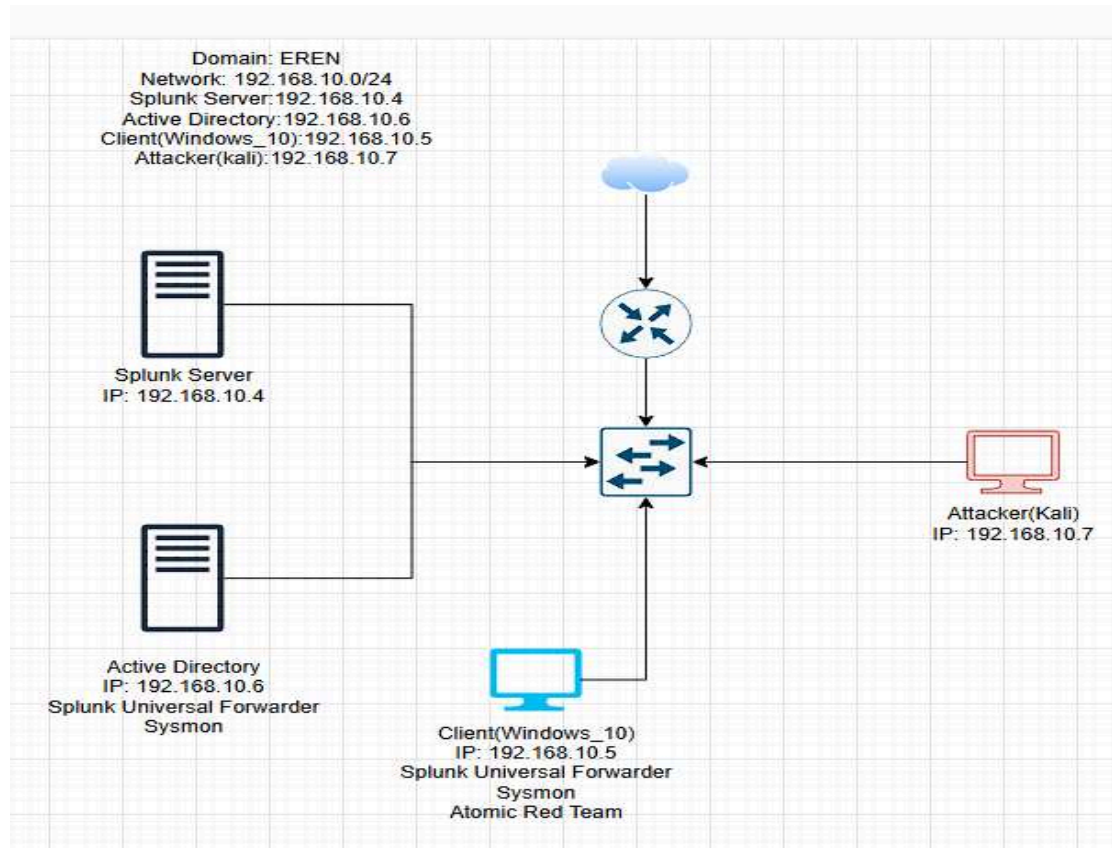 Domain: EREN
Network: 192.168.10.0/24
Splunk Server:192.168.10.4
Active Directory:192.168.10.6
Client(Windows_10):192.168.10.5
Attacker(kali):192.168.10.7
Splunk Server
IP: 192.168.10.4
Attacker(Kali)
IP: 192.168.10.7
Active Directory
IP: 192.168.10.6
Splunk Universal Forwarder
Sysmon
Client(Windows_10)
IP: 192.168.10.5
Splunk Universal Forwarder
Sysmon
Atomic Red Team